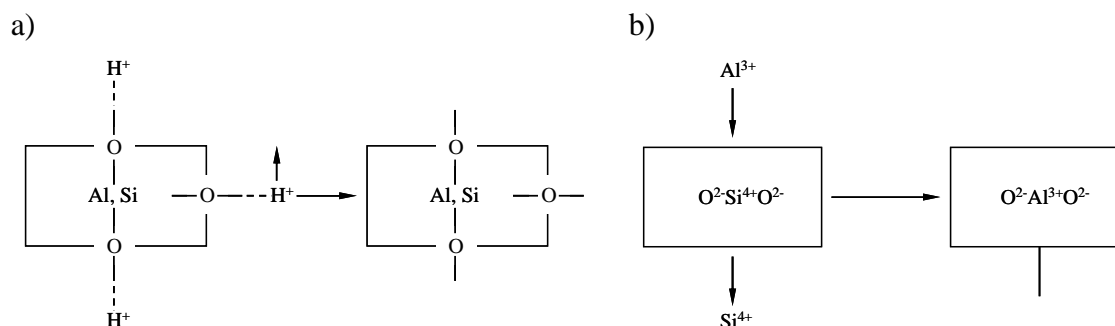 a)
H⁺
O
Al, Si
O
H⁺
O
H⁺
O
Al, Si
O
O
b)
Al³⁺
O²⁻Si⁴⁺O²⁻
O²⁻Al³⁺O²⁻
Si⁴⁺